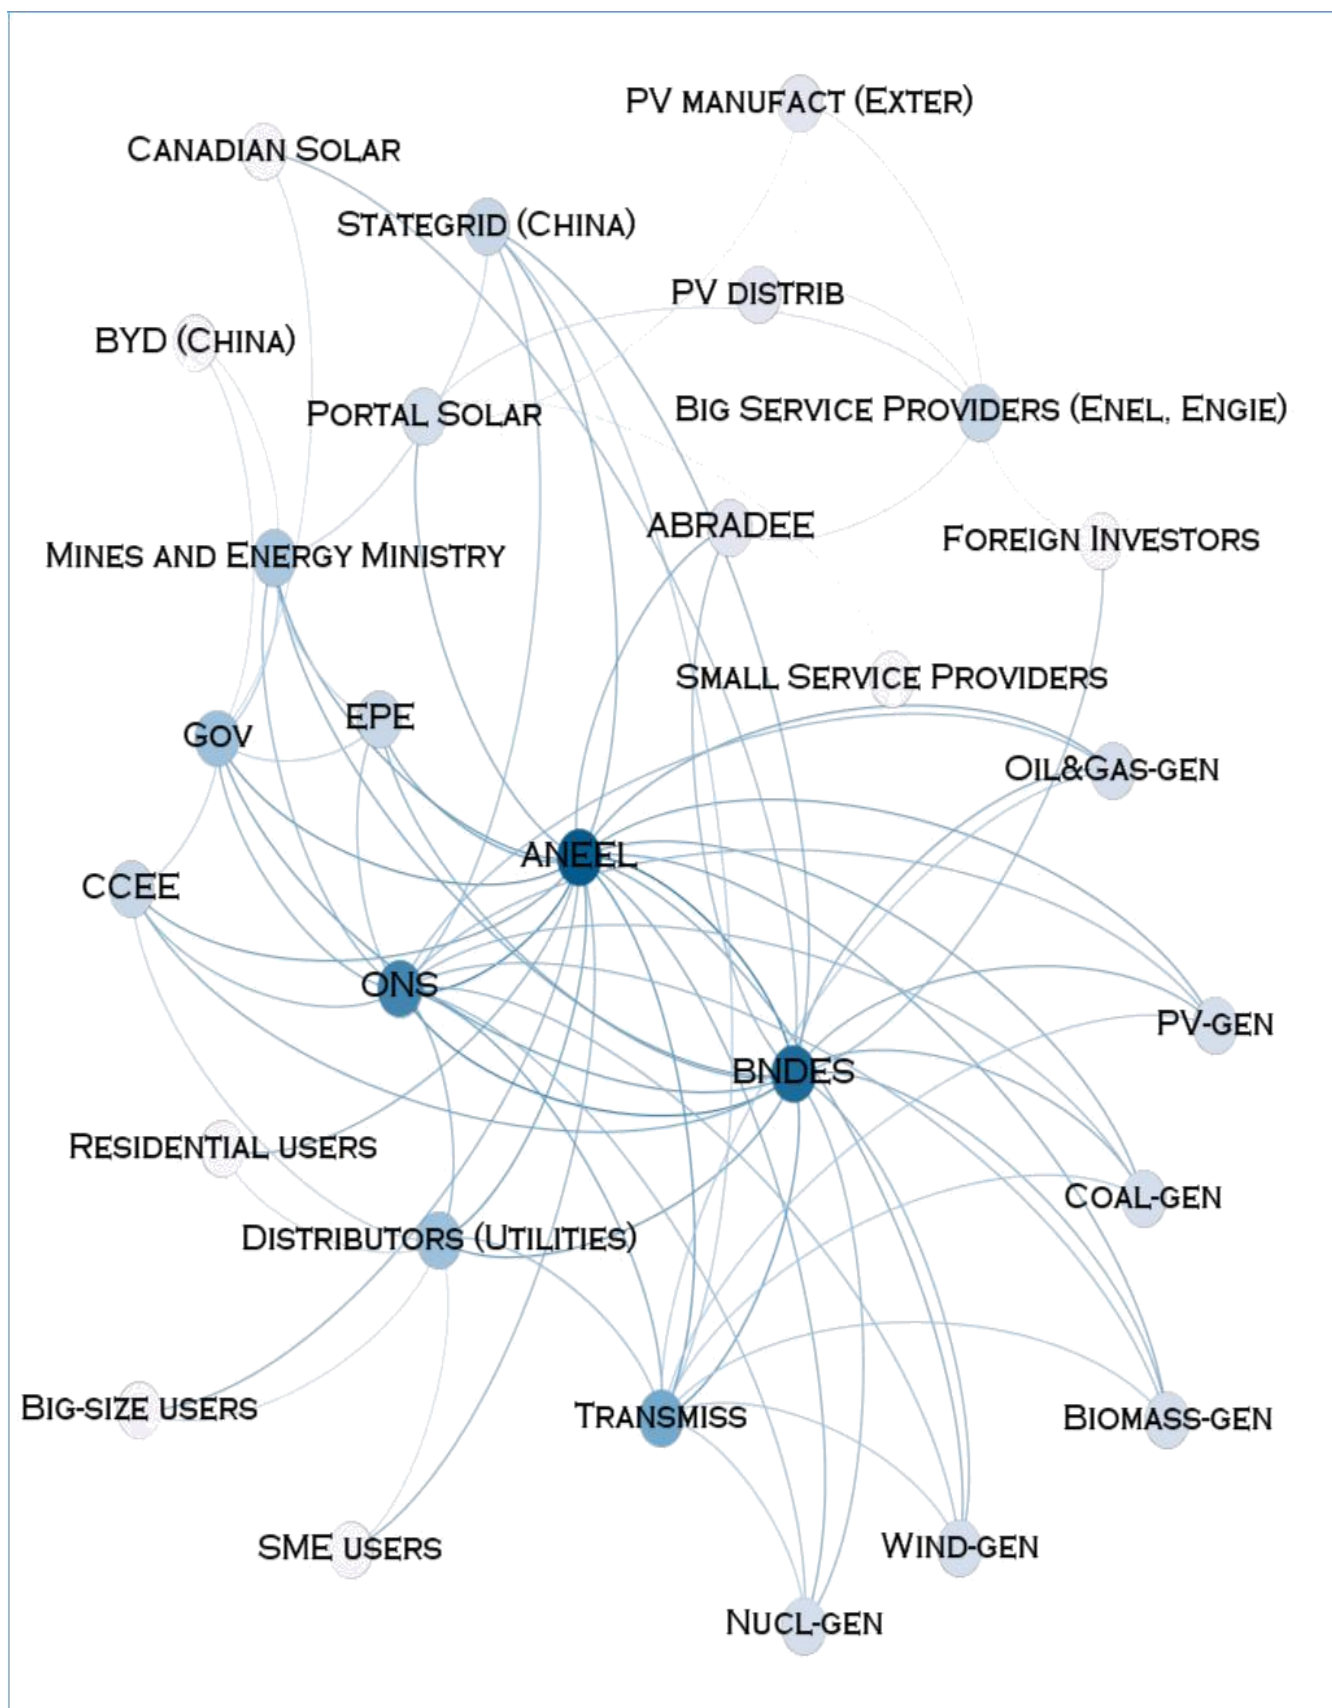 PV manufact (Exter)
Canadian Solar
Stategrid (China)
PV distrib
BYD (China)
Portal Solar
Big Service Providers (Enel, Engie)
ABRADEE
Foreign Investors
Mines and Energy Ministry
Small Service Providers
EPE
Gov
Oil&Gas-gen
ANEEL
CCEE
ONS
PV-gen
BNDES
Residential users
Coal-gen
Distributors (Utilities)
Big-size users
Transmiss
Biomass-gen
SME users
Wind-gen
Nucl-gen